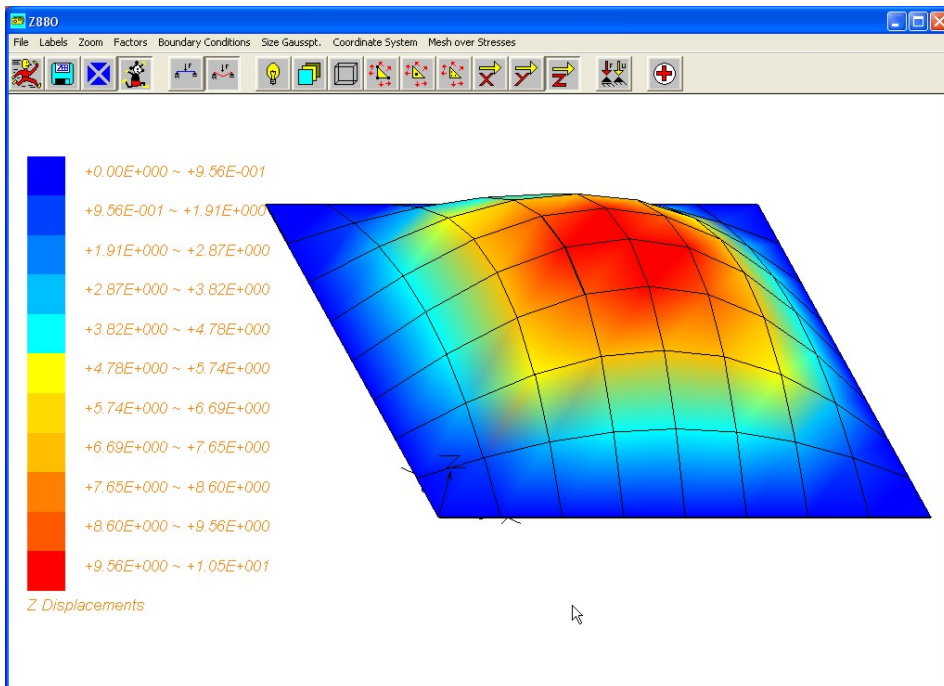 Z88O
File Labels Zoom Factors Boundary Conditions Size Gausspt. Coordinate System Mesh over Stresses
X Y Z
+0.00E+000 ~ +9.56E-001
+9.56E-001 ~ +1.91E+000
+1.91E+000 ~ +2.87E+000
+2.87E+000 ~ +3.82E+000
+3.82E+000 ~ +4.78E+000
+4.78E+000 ~ +5.74E+000
+5.74E+000 ~ +6.69E+000
+6.69E+000 ~ +7.65E+000
+7.65E+000 ~ +8.60E+000
+8.60E+000 ~ +9.56E+000
+9.56E+000 ~ +1.05E+001
Z Displacements
Z
X